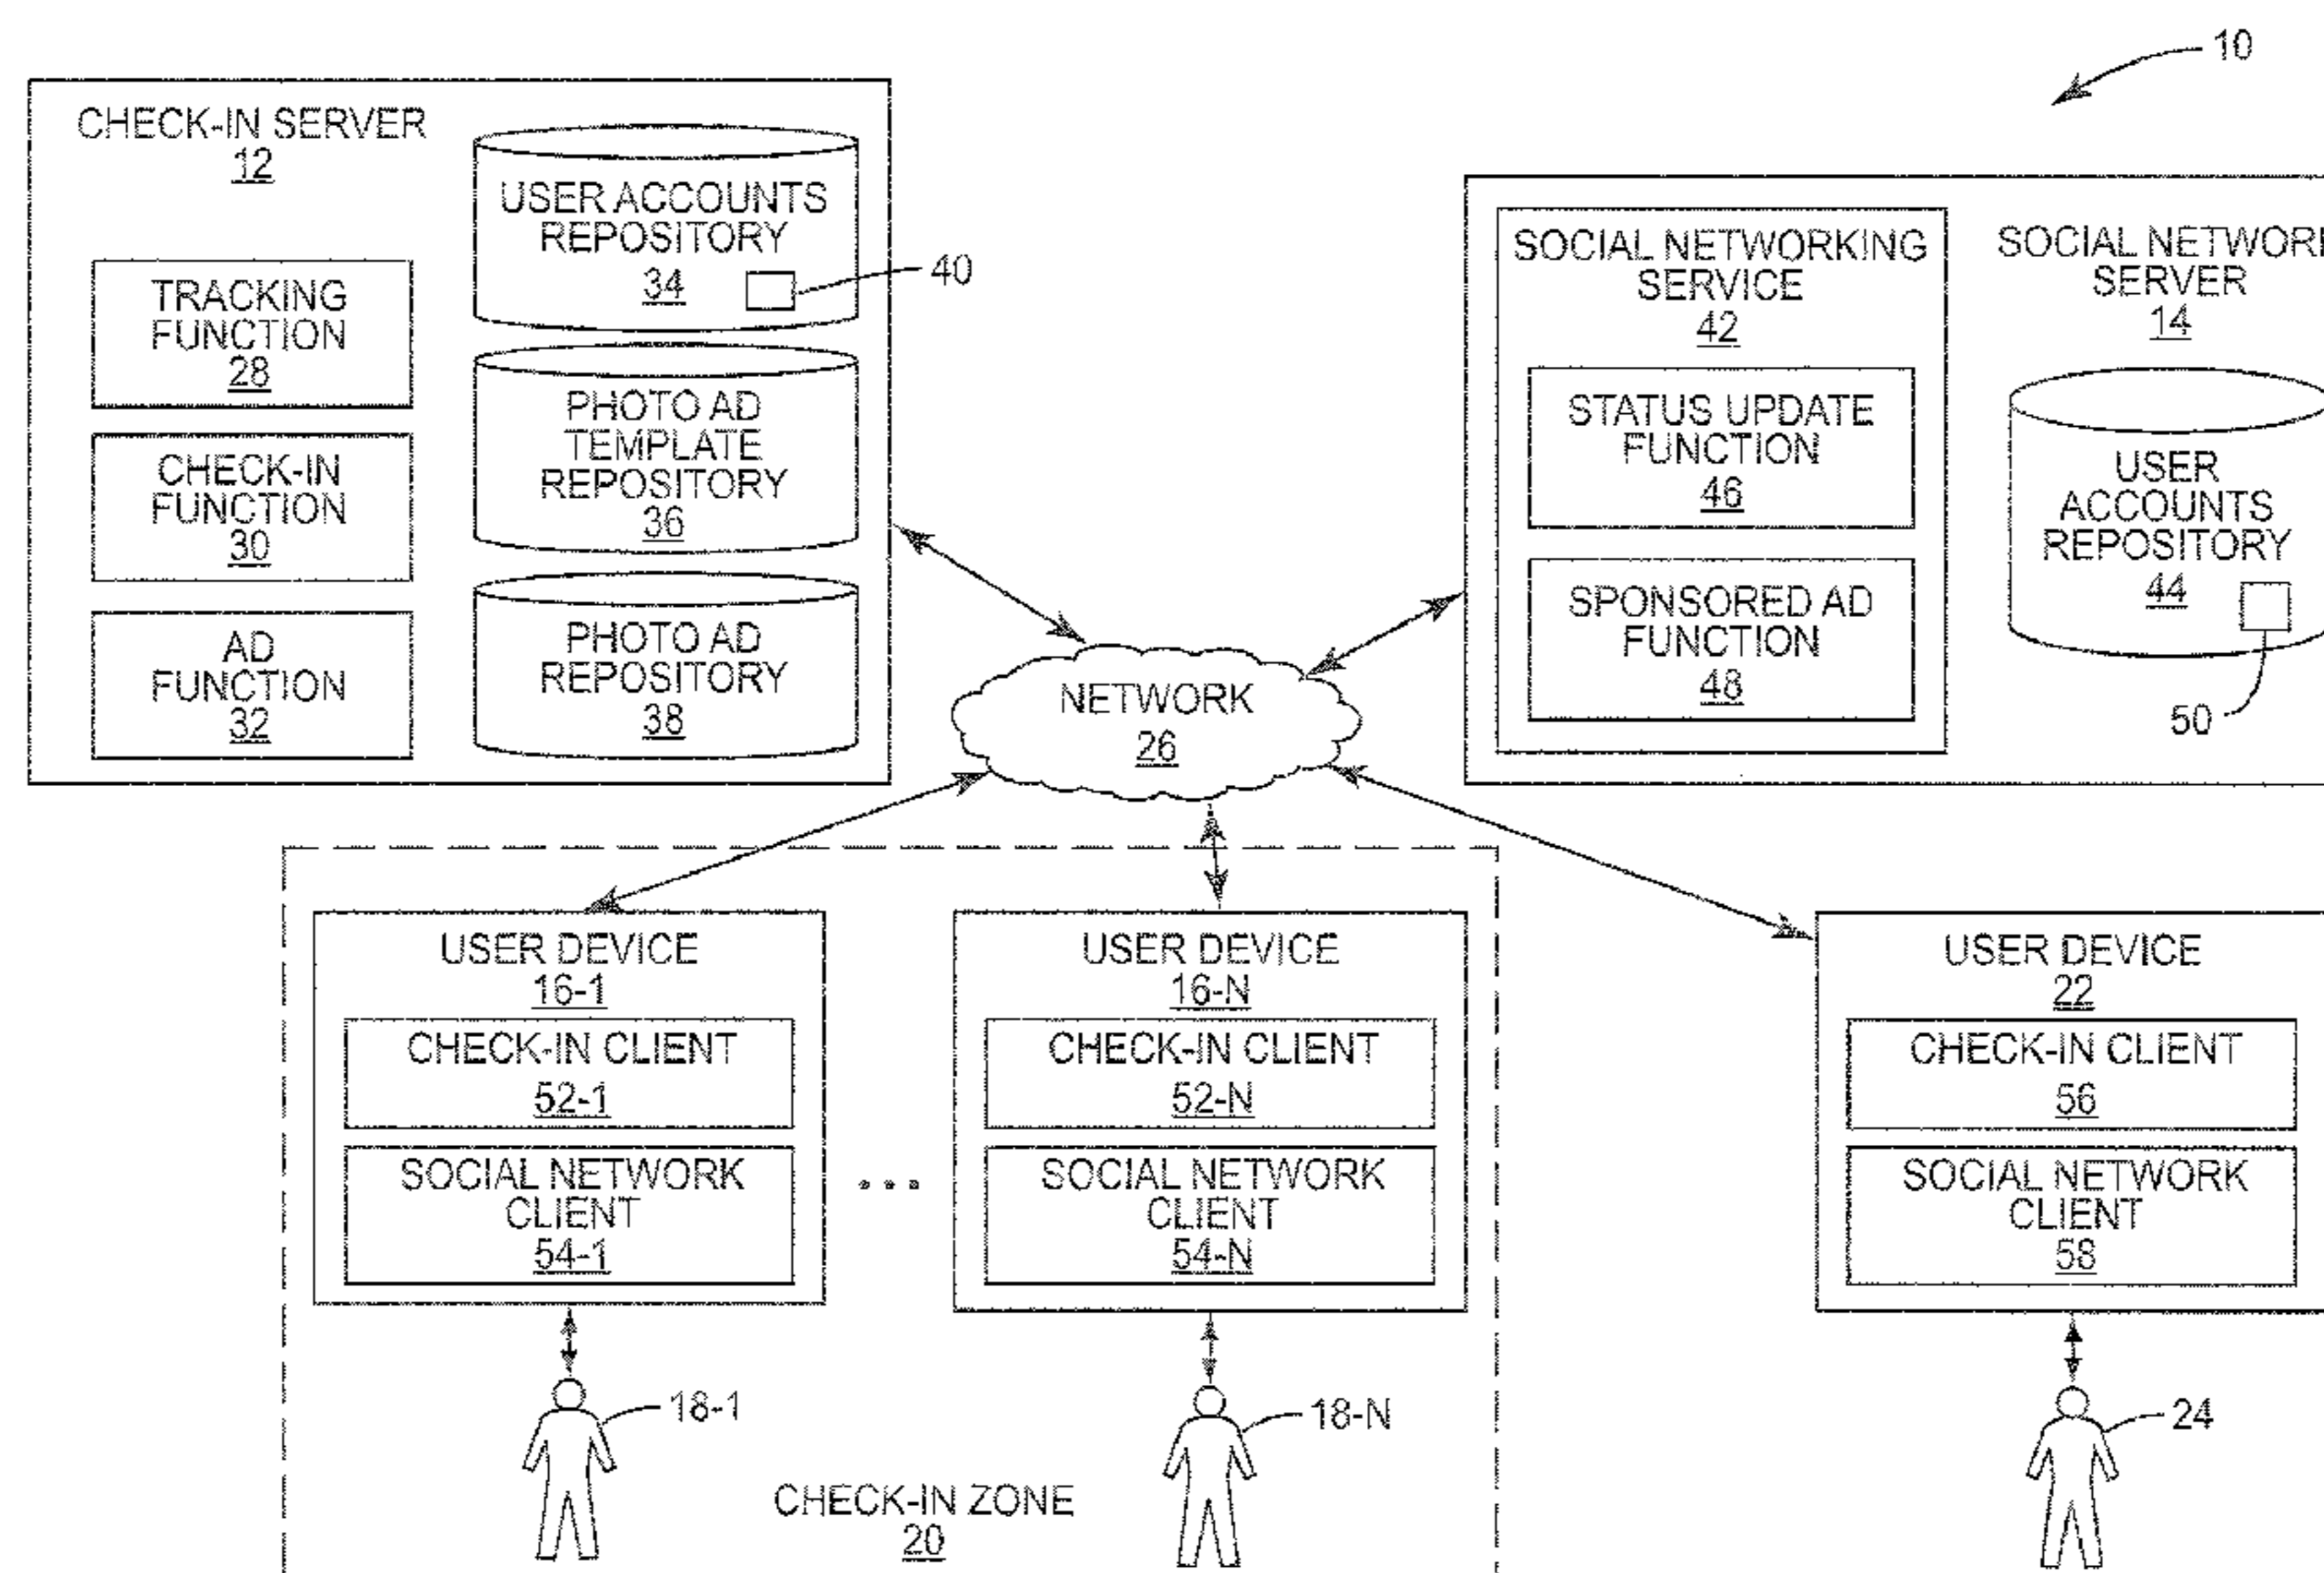 10
CHECK-IN SERVER
12
TRACKING
FUNCTION
28
CHECK-IN
FUNCTION
30
AD
FUNCTION
32
USER ACCOUNTS
REPOSITORY
34
40
PHOTO AD
TEMPLATE
REPOSITORY
36
PHOTO AD
REPOSITORY
38
SOCIAL NETWORKING
SERVICE
42
STATUS UPDATE
FUNCTION
46
SPONSORED AD
FUNCTION
48
SOCIAL NETWORK
SERVER
14
USER
ACCOUNTS
REPOSITORY
44
50
NETWORK
26
USER DEVICE
16-1
CHECK-IN CLIENT
52-1
SOCIAL NETWORK
CLIENT
54-1
...
USER DEVICE
16-N
CHECK-IN CLIENT
52-N
SOCIAL NETWORK
CLIENT
54-N
USER DEVICE
22
CHECK-IN CLIENT
56
SOCIAL NETWORK
CLIENT
58
18-1
18-N
24
CHECK-IN ZONE
20